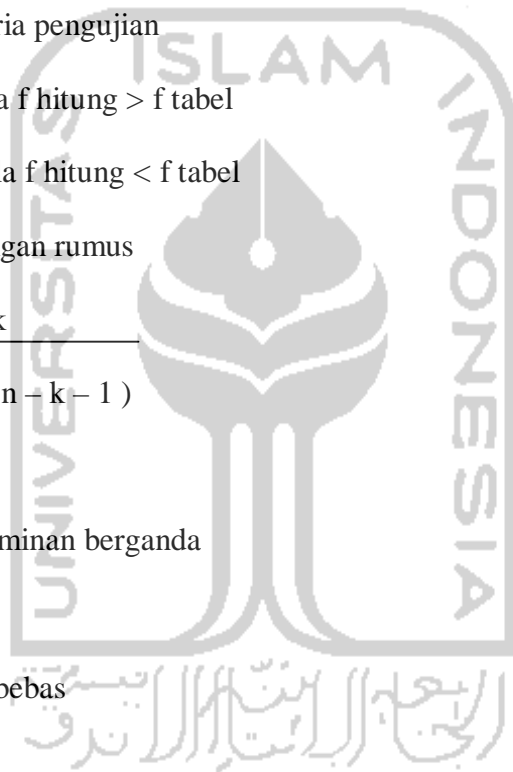 ria pengujian
ISLAM
a f hitung > f tabel
a f hitung < f tabel
gan rumus
k
n – k – 1 )
minan berganda
bebas
UNIVERSITAS
INDONESIA